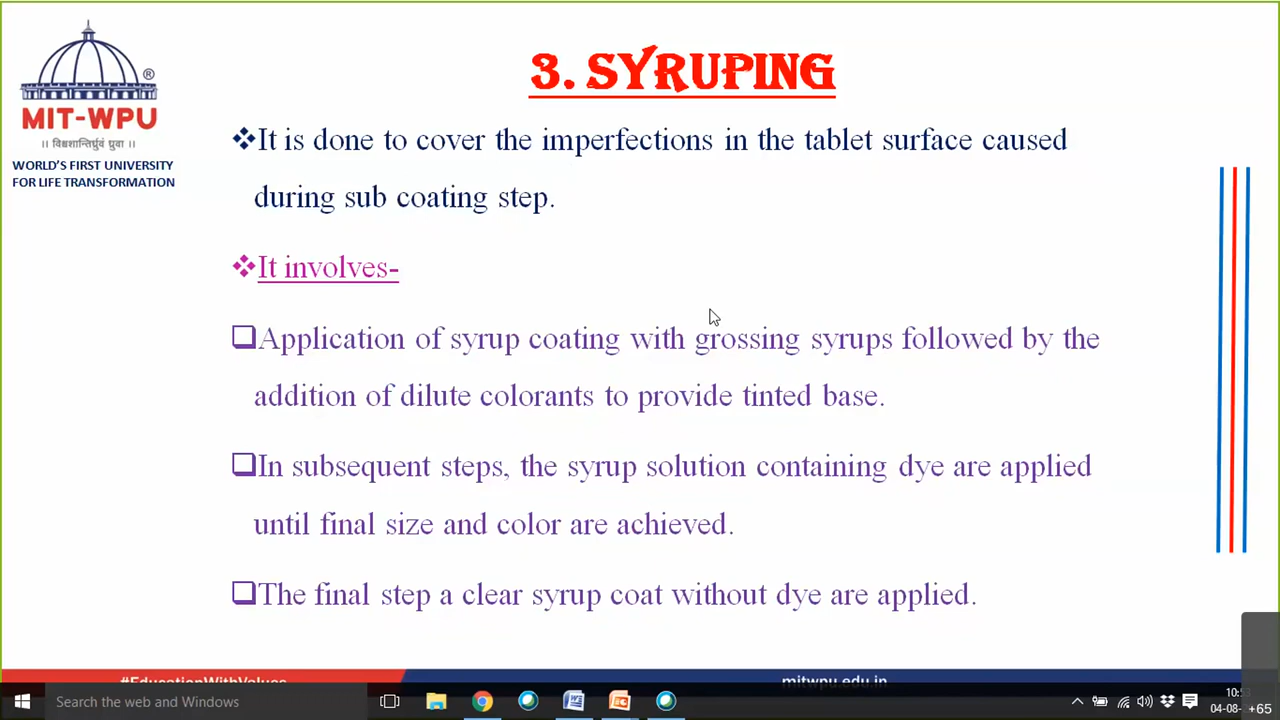 3. SYRUPING
®
MIT-WPU
।। विश्वशान्तिर्ध्रुवं ध्रुवा ।।
WORLD'S FIRST UNIVERSITY
FOR LIFE TRANSFORMATION
❖It is done to cover the imperfections in the tablet surface caused
during sub coating step.
❖It involves-
❑Application of syrup coating with grossing syrups followed by the
addition of dilute colorants to provide tinted base.
❑In subsequent steps, the syrup solution containing dye are applied
until final size and color are achieved.
❑The final step a clear syrup coat without dye are applied.
#EducationWithValues
mitwpu.edu.in
Search the web and Windows
04-08-
+65